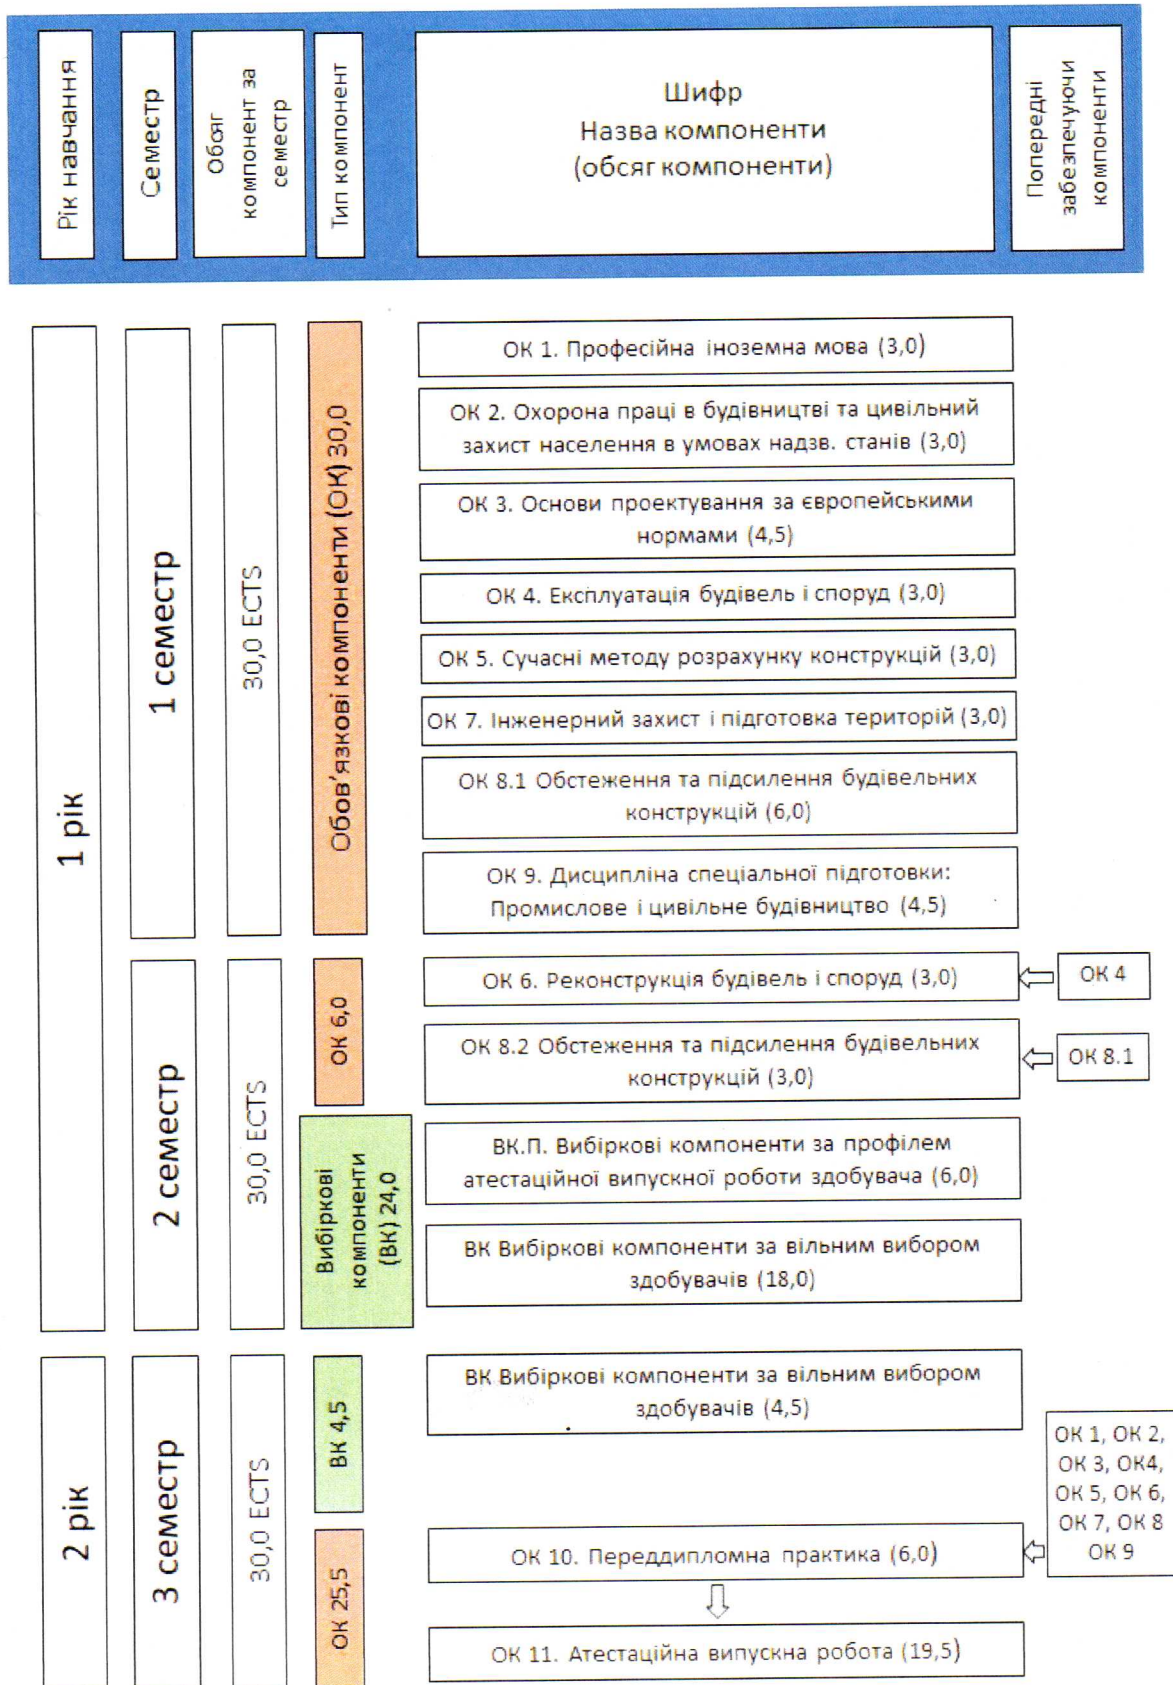 Рік навчання
Семестр
Обсяг
компонент за
семестр
Тип компонент
Шифр
Назва компоненти
(обсяг компоненти)
Попередні
забезпечуючи
компоненти
1 рік
1 семестр
30,0 ECTS
Обов'язкові компоненти (ОК) 30,0
ОК 1. Професійна іноземна мова (3,0)
ОК 2. Охорона праці в будівництві та цивільний
захист населення в умовах надзв. станів (3,0)
ОК 3. Основи проектування за європейськими
нормами (4,5)
ОК 4. Експлуатація будівель і споруд (3,0)
ОК 5. Сучасні методу розрахунку конструкцій (3,0)
ОК 7. Інженерний захист і підготовка територій (3,0)
ОК 8.1 Обстеження та підсилення будівельних
конструкцій (6,0)
ОК 9. Дисципліна спеціальної підготовки:
Промислове і цивільне будівництво (4,5)
2 семестр
30,0 ECTS
ОК 6,0
ОК 6. Реконструкція будівель і споруд (3,0)
ОК 4
ОК 8.2 Обстеження та підсилення будівельних
конструкцій (3,0)
ОК 8.1
Вибіркові
компоненти
(ВК) 24,0
ВК.П. Вибіркові компоненти за профілем
атестаційної випускної роботи здобувача (6,0)
ВК Вибіркові компоненти за вільним вибором
здобувачів (18,0)
2 рік
3 семестр
30,0 ECTS
ВК 4,5
ВК Вибіркові компоненти за вільним вибором
здобувачів (4,5)
ОК 25,5
ОК 10. Переддипломна практика (6,0)
ОК 1, ОК 2,
ОК 3, ОК4,
ОК 5, ОК 6,
ОК 7, ОК 8
ОК 9
ОК 11. Атестаційна випускна робота (19,5)